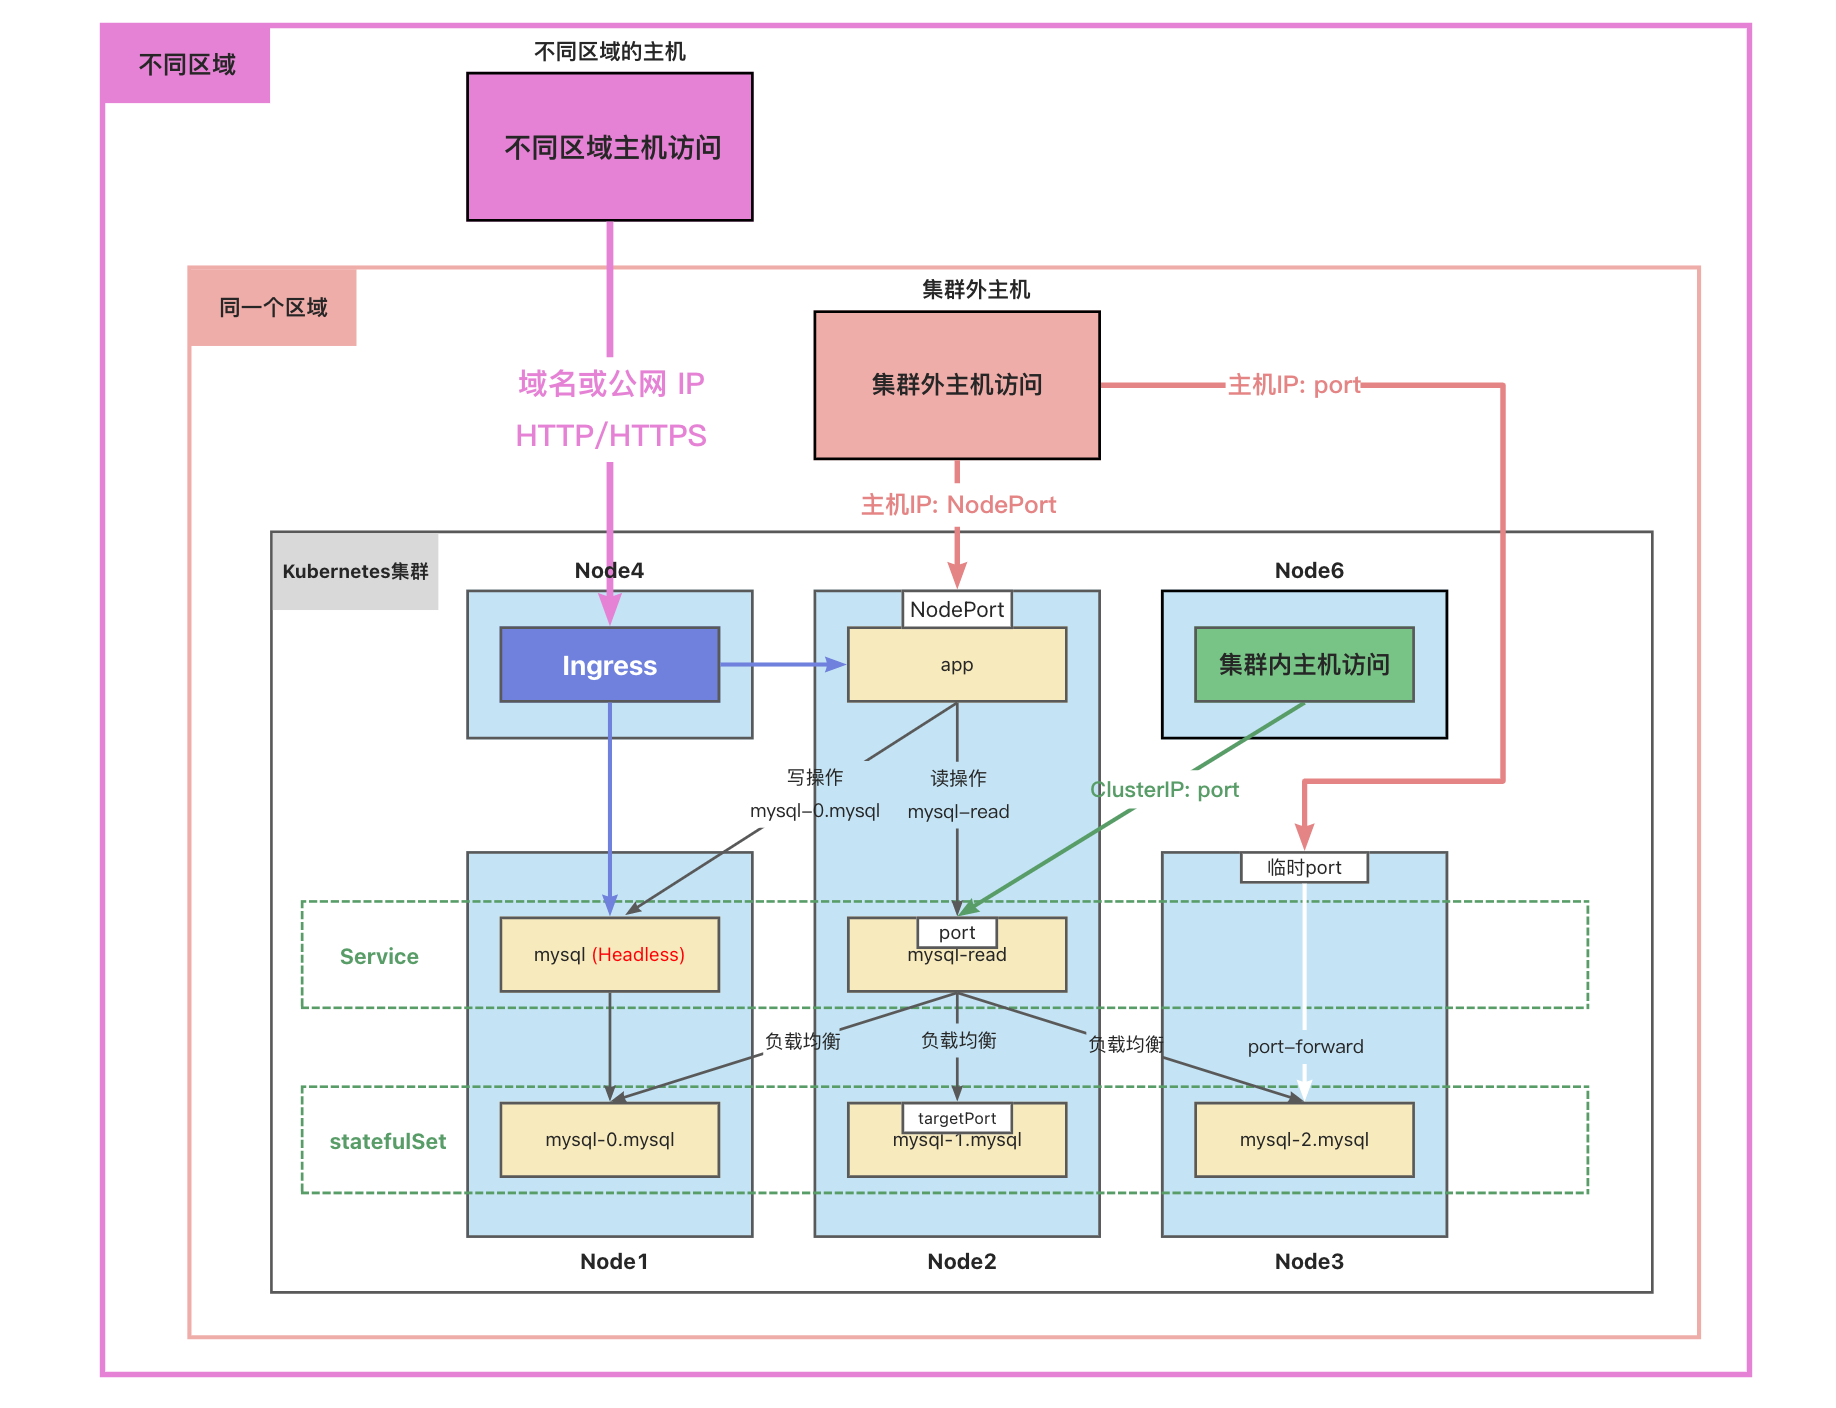 不同区域
不同区域的主机
不同区域主机访问
同一个区域
集群外主机
集群外主机访问
域名或公网 IP
HTTP/HTTPS
主机IP: port
主机IP: NodePort
Kubernetes集群
Node4
Node6
NodePort
Ingress
app
集群内主机访问
写操作
mysql-0.mysql
读操作
mysql-read
ClusterIP: port
临时port
Service
mysql (Headless)
port
mysql-read
负载均衡
负载均衡
负载均衡
port-forward
statefulSet
mysql-0.mysql
targetPort
mysql-1.mysql
mysql-2.mysql
Node1
Node2
Node3